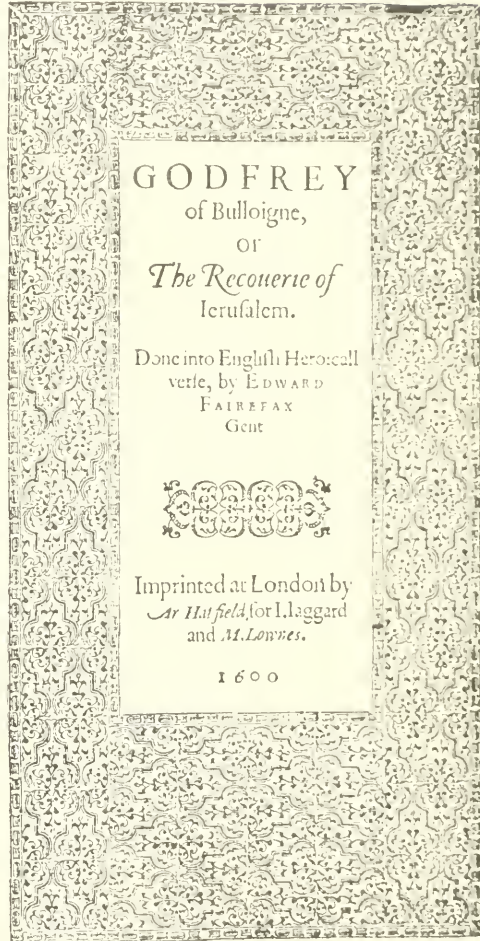 GODFREY
of Bulloigne,
or
The Recouerie of
Ierusalem.
Done into English Heroicall
verse, by EDWARD
FAIREFAX
Gent
Imprinted at London by
Ar Hatfield, for I. Iaggard
and M. Lownes.
1600